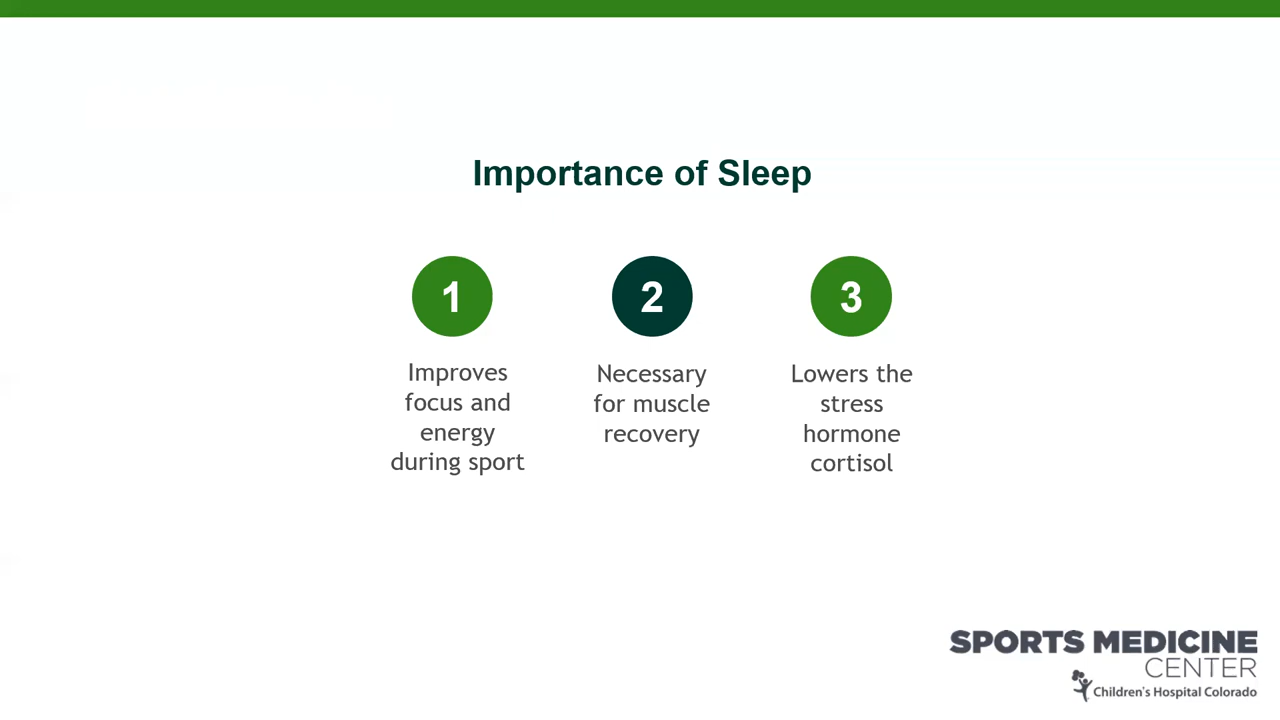 Importance of Sleep
1
Improves
focus and
energy
during sport
2
Necessary
for muscle
recovery
3
Lowers the
stress
hormone
cortisol
SPORTS MEDICINE
CENTER
Children's Hospital Colorado